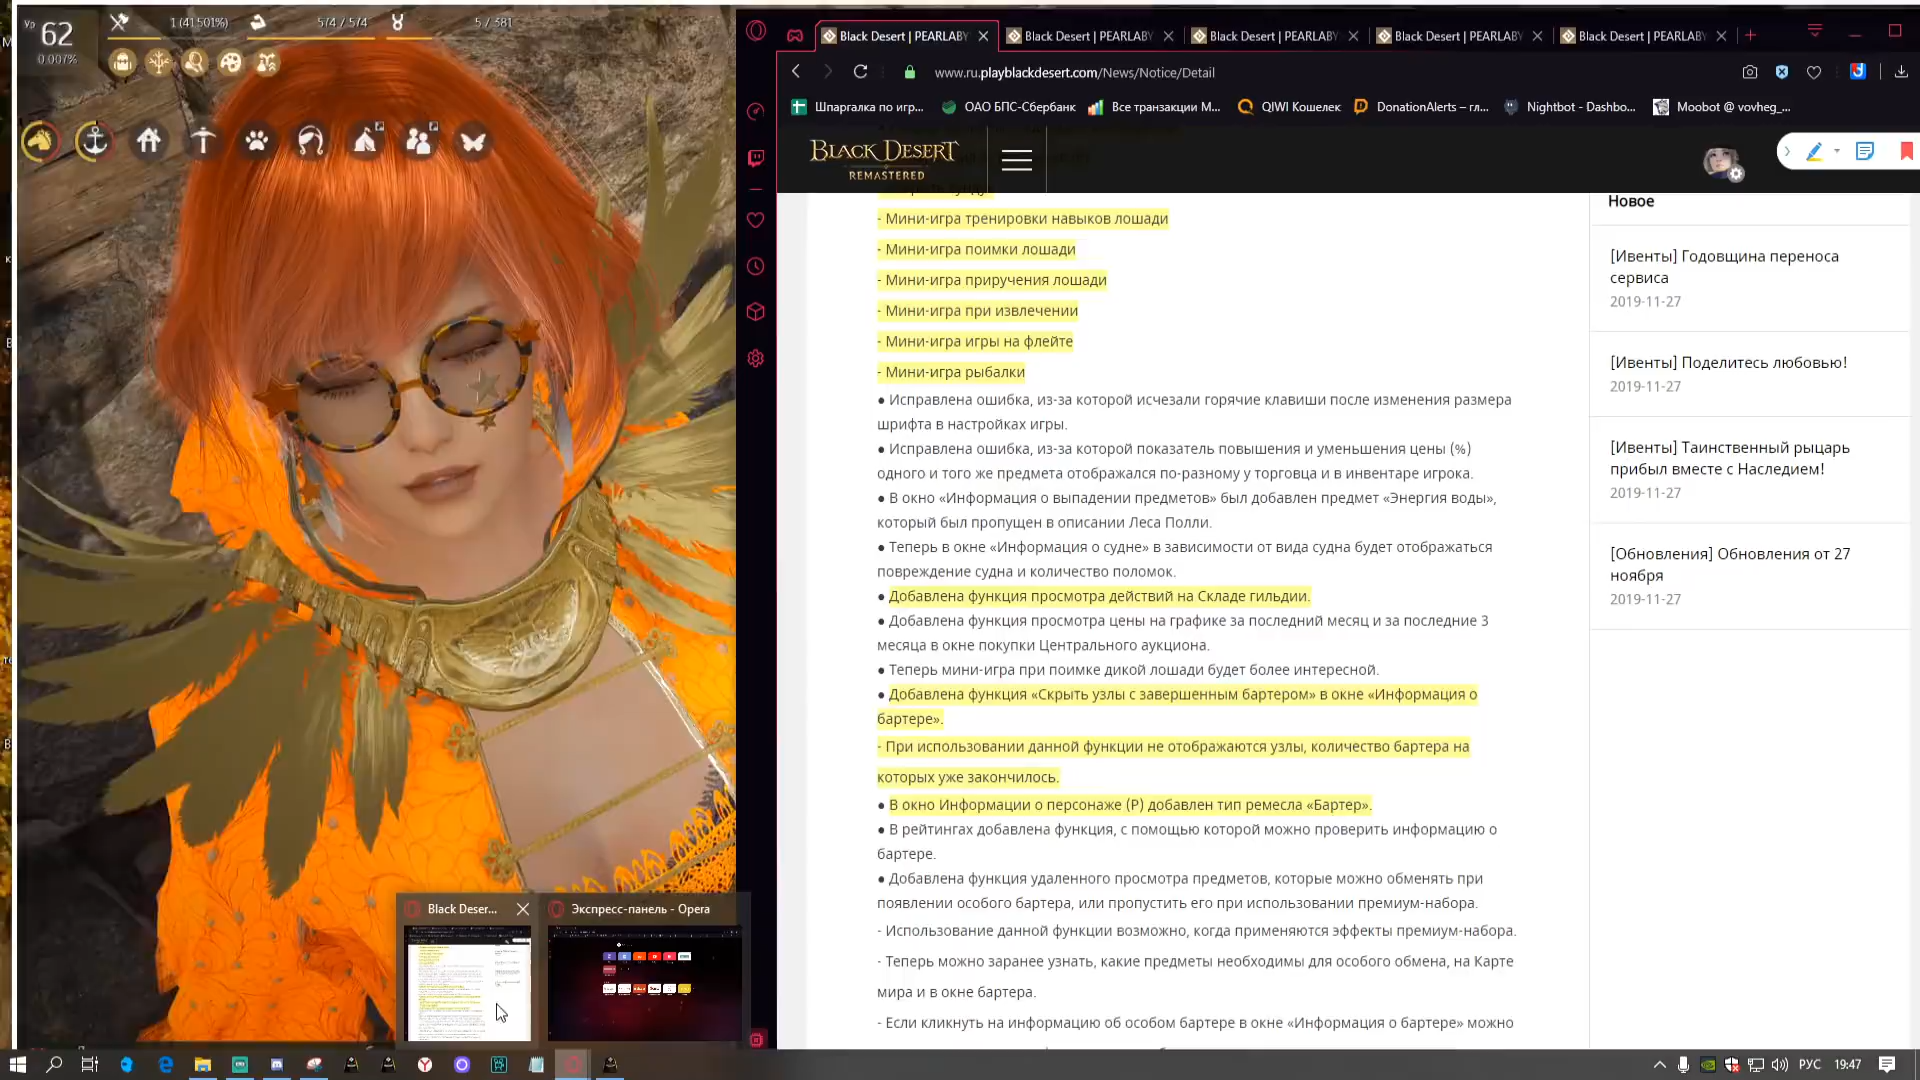 Ур
62
0.007%
1 (41.501%)
574 / 574
5 / 381
Black Desert | PEARLABY
Black Desert | PEARLABY
Black Desert | PEARLABY
Black Desert | PEARLABY
Black Desert | PEARLABY
www.ru.playblackdesert.com/News/Notice/Detail
Шпаргалка по игр...
ОАО БПС-Сбербанк
Все транзакции М...
QIWI Кошелек
DonationAlerts – гл...
Nightbot - Dashbo...
Moobot @ vovheg_...
BLACK DESERT
REMASTERED
- Мини-игра тренировки навыков лошади
- Мини-игра поимки лошади
- Мини-игра приручения лошади
- Мини-игра при извлечении
- Мини-игра игры на флейте
- Мини-игра рыбалки
● Исправлена ошибка, из-за которой исчезали горячие клавиши после изменения размера
шрифта в настройках игры.
● Исправлена ошибка, из-за которой показатель повышения и уменьшения цены (%)
одного и того же предмета отображался по-разному у торговца и в инвентаре игрока.
● В окно «Информация о выпадении предметов» был добавлен предмет «Энергия воды»,
который был пропущен в описании Леса Полли.
● Теперь в окне «Информация о судне» в зависимости от вида судна будет отображаться
повреждение судна и количество поломок.
● Добавлена функция просмотра действий на Складе гильдии.
● Добавлена функция просмотра цены на графике за последний месяц и за последние 3
месяца в окне покупки Центрального аукциона.
● Теперь мини-игра при поимке дикой лошади будет более интересной.
● Добавлена функция «Скрыть узлы с завершенным бартером» в окне «Информация о
бартере».
- При использовании данной функции не отображаются узлы, количество бартера на
которых уже закончилось.
● В окно Информации о персонаже (P) добавлен тип ремесла «Бартер».
● В рейтингах добавлена функция, с помощью которой можно проверить информацию о
бартере.
● Добавлена функция удаленного просмотра предметов, которые можно обменять при
появлении особого бартера, или пропустить его при использовании премиум-набора.
- Использование данной функции возможно, когда применяются эффекты премиум-набора.
- Теперь можно заранее узнать, какие предметы необходимы для особого обмена, на Карте
мира и в окне бартера.
- Если кликнуть на информацию об особом бартере в окне «Информация о бартере» можно
Новое
[Ивенты] Годовщина переноса
сервиса
2019-11-27
[Ивенты] Поделитесь любовью!
2019-11-27
[Ивенты] Таинственный рыцарь
прибыл вместе с Наследием!
2019-11-27
[Обновления] Обновления от 27
ноября
2019-11-27
Black Deser...
Экспресс-панель - Opera
РУС
19:47